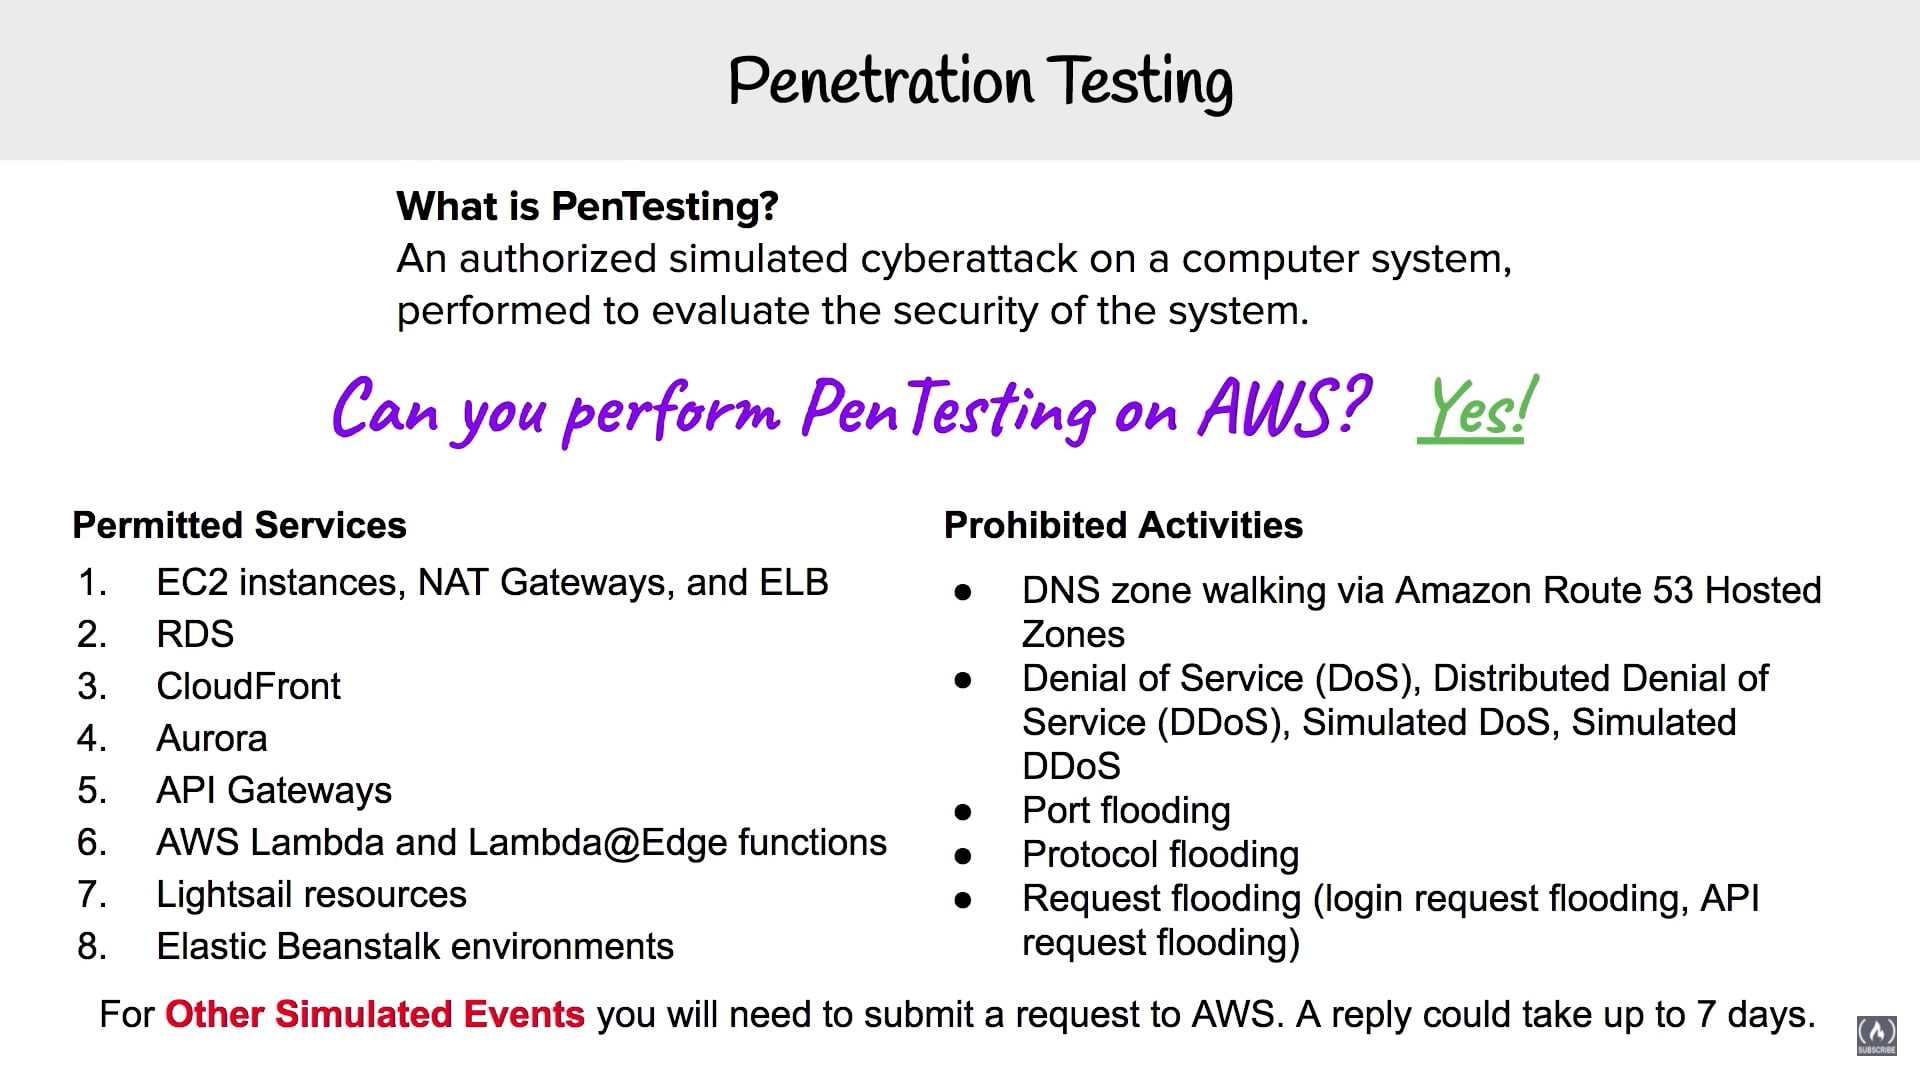 Penetration Testing
What is PenTesting?
An authorized simulated cyberattack on a computer system,
performed to evaluate the security of the system.
Can you perform PenTesting on AWS? Yes!
Permitted Services
1. EC2 instances, NAT Gateways, and ELB
2. RDS
3. CloudFront
4. Aurora
5. API Gateways
6. AWS Lambda and Lambda@Edge functions
7. Lightsail resources
8. Elastic Beanstalk environments
Prohibited Activities
● DNS zone walking via Amazon Route 53 Hosted
Zones
● Denial of Service (DoS), Distributed Denial of
Service (DDoS), Simulated DoS, Simulated
DDoS
● Port flooding
● Protocol flooding
● Request flooding (login request flooding, API
request flooding)
For Other Simulated Events you will need to submit a request to AWS. A reply could take up to 7 days.
SUBSCRIBE